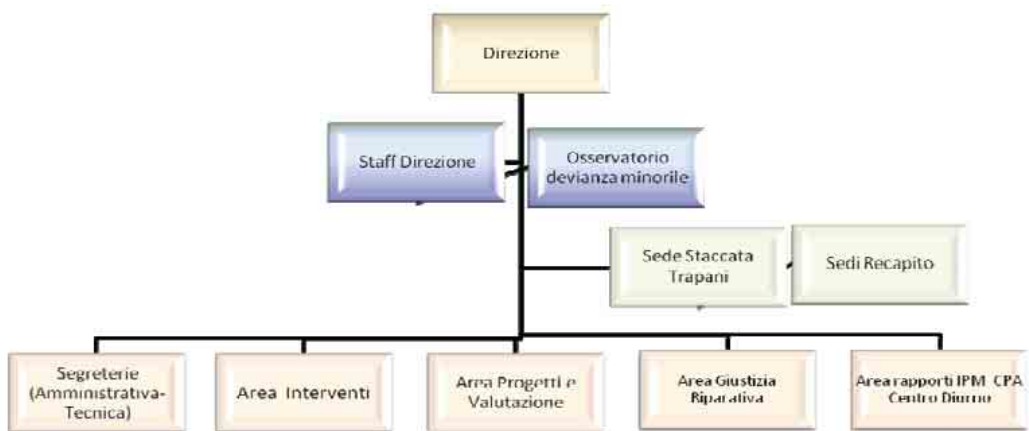 Direzione
Staff Direzione
Osservatorio
devianza minorile
Sede Staccata
Trapani
Sedi Recapito
Segreterie
(Amministrativa-
Tecnica)
Area Interventi
Area Progetti e
Valutazione
Area Giustizia
Riparativa
Area rapporti IPM CPA
Centro Diurno